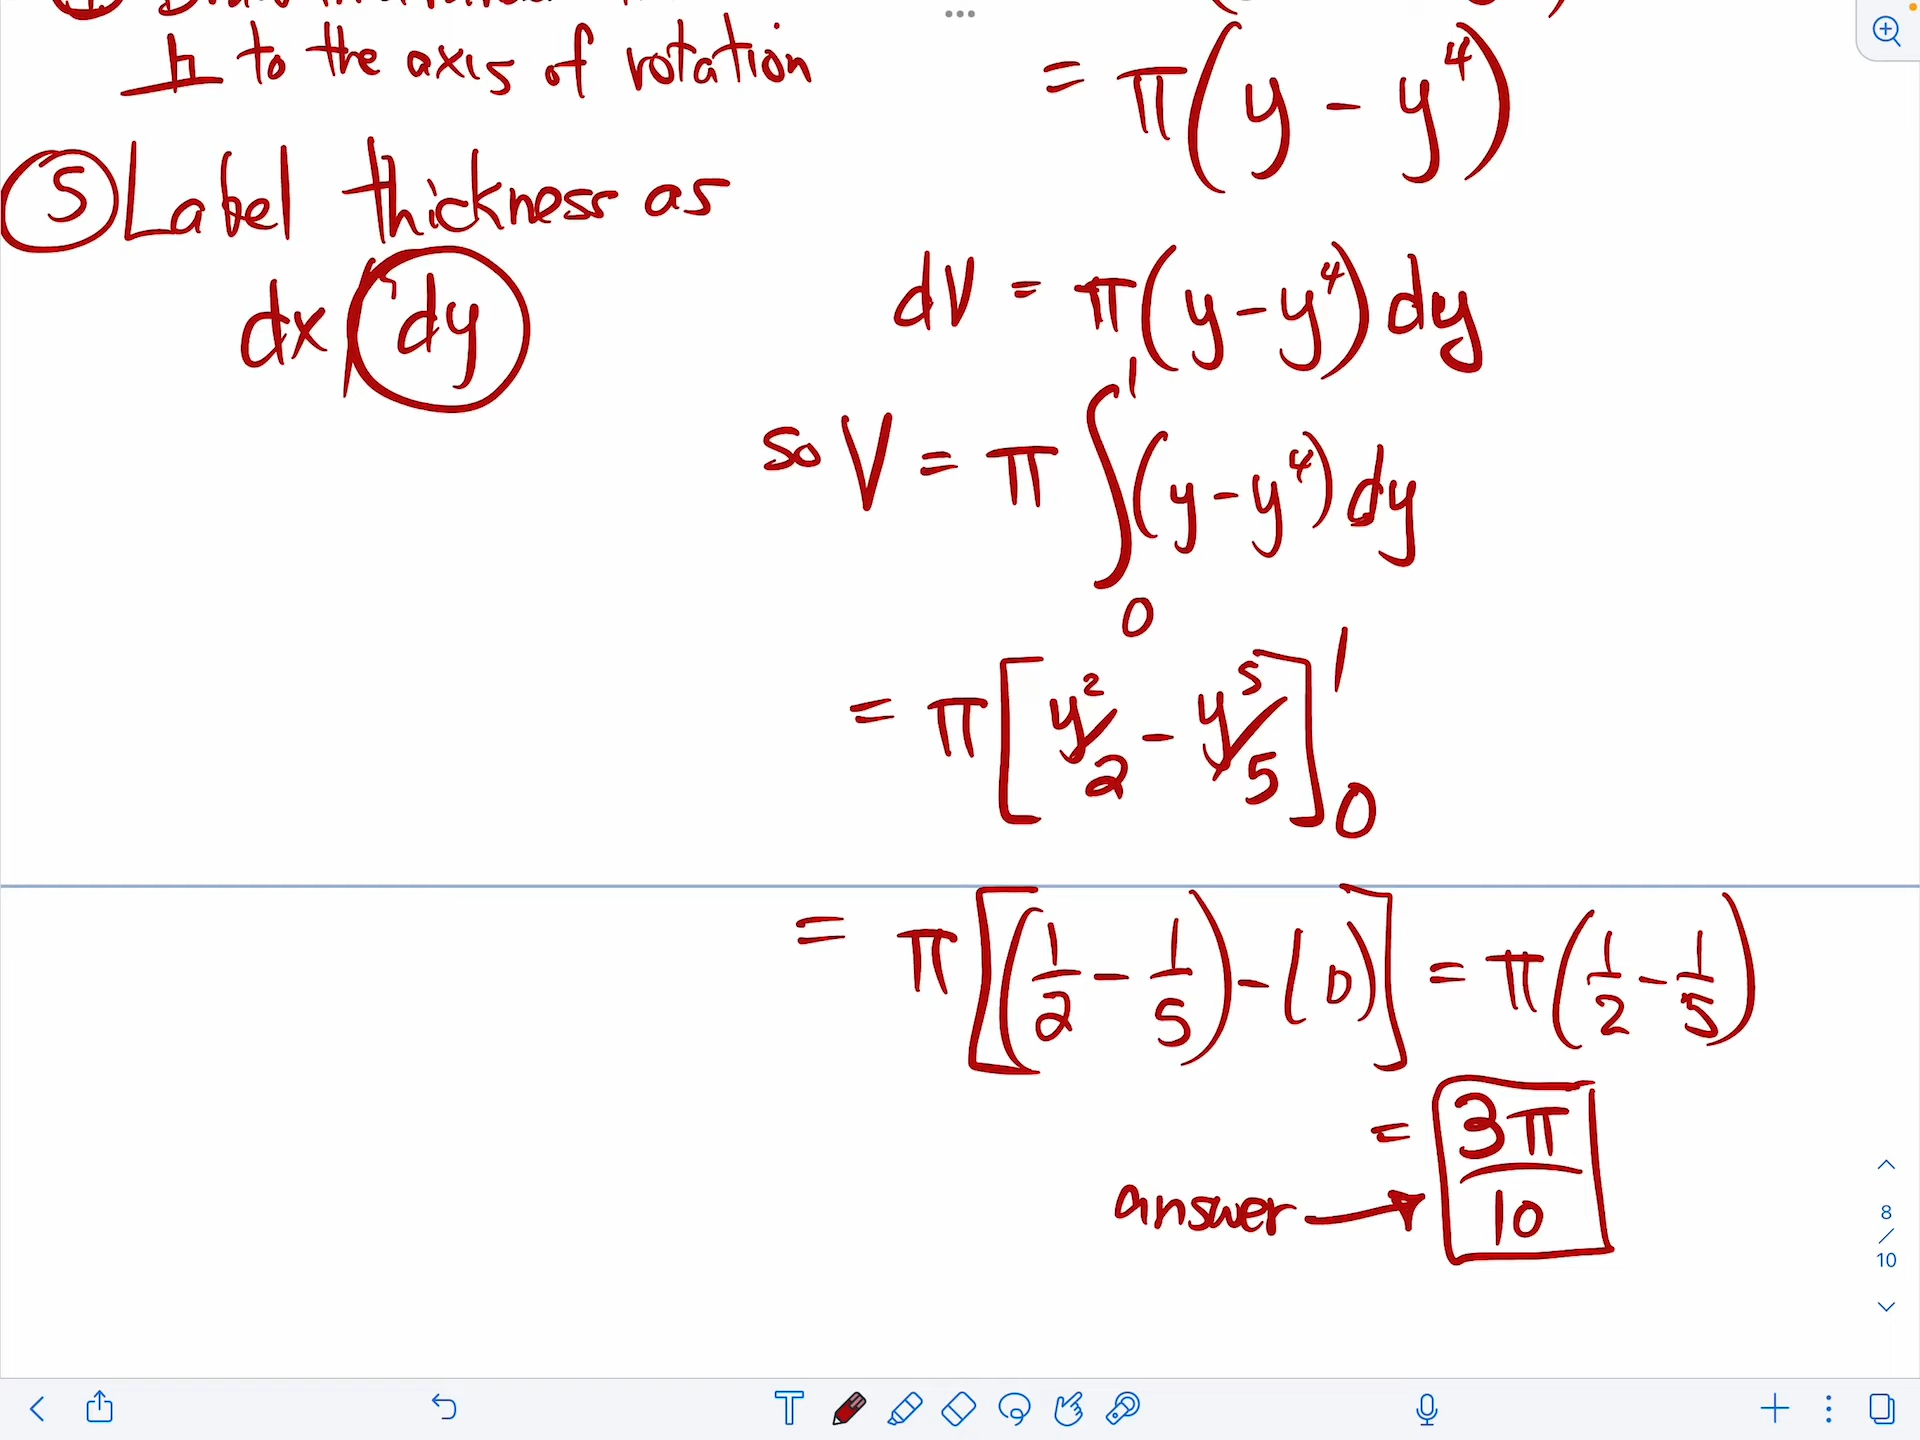 ⊥ to the axis of rotation
⑤ Label thickness as
dx / dy
= π(y - y⁴)
dV = π(y - y⁴) dy
so V = π ∫₀¹ (y - y⁴) dy
= π [y²/2 - y⁵/5]₀¹
= π [(1/2 - 1/5) - (0)] = π (1/2 - 1/5)
= 3π/10
answer →
8
/
10